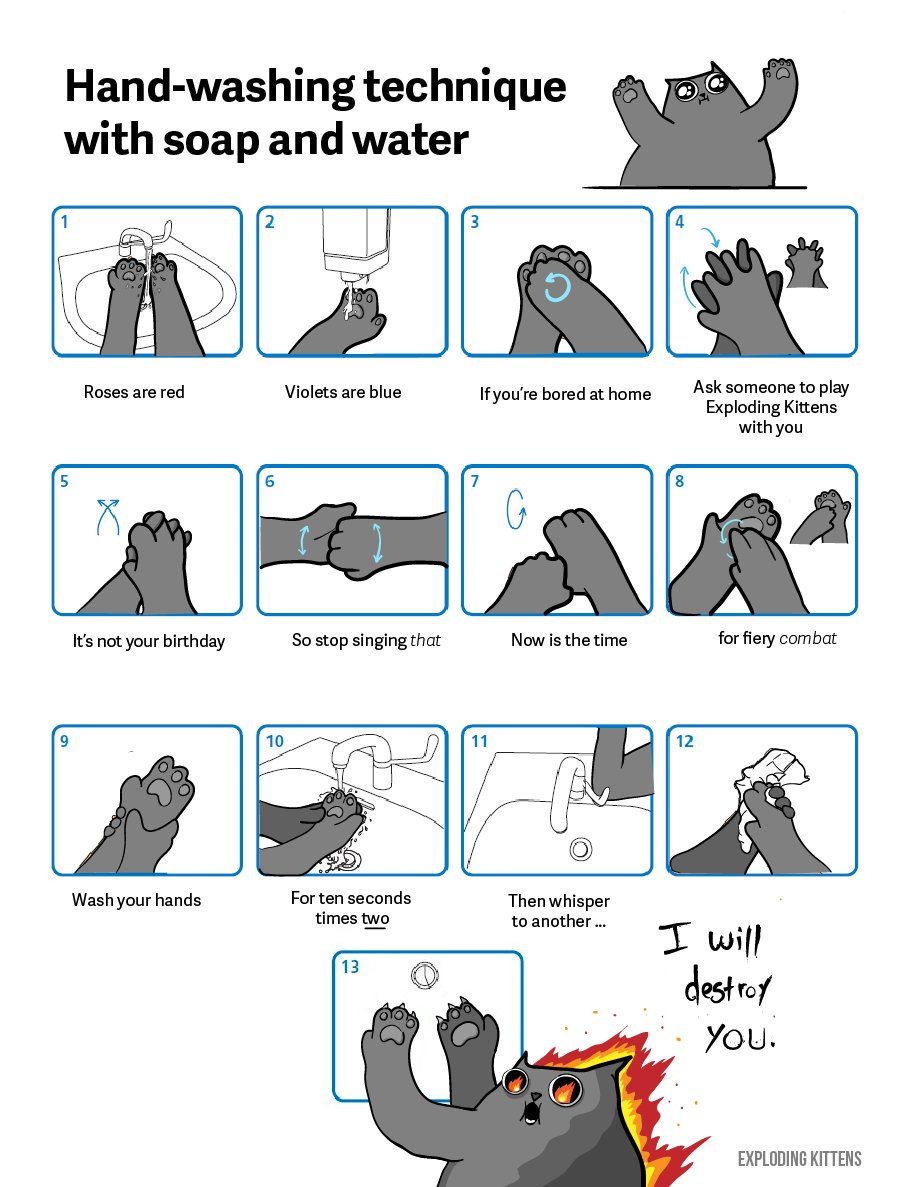 Hand-washing technique
with soap and water
1
2
3
4
Roses are red
Violets are blue
If you're bored at home
Ask someone to play
Exploding Kittens
with you
5
6
7
8
It's not your birthday
So stop singing that
Now is the time
for fiery combat
9
10
11
12
Wash your hands
For ten seconds
times two
Then whisper
to another ...
I will
destroy
YOU.
13
EXPLODING KITTENS